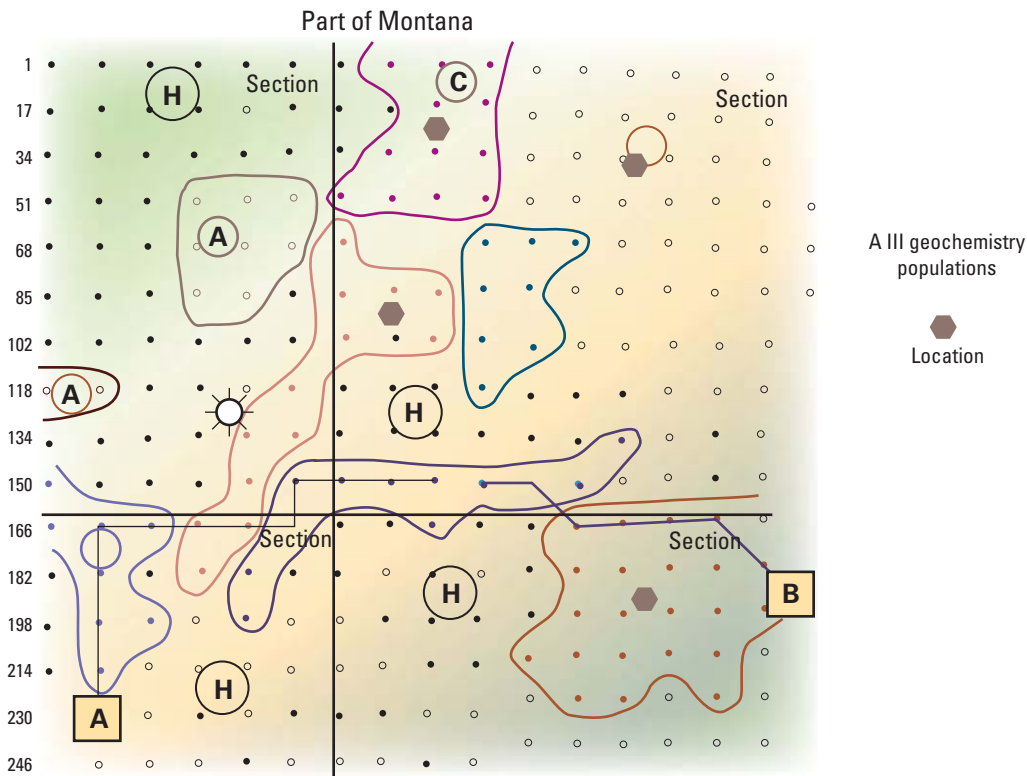 Part of Montana
1
H
Section
C
Section
17
34
51
A
68
A III geochemistry
populations
85
Location
102
118
A
H
134
150
166
Section
Section
182
H
B
198
214
H
A
230
246